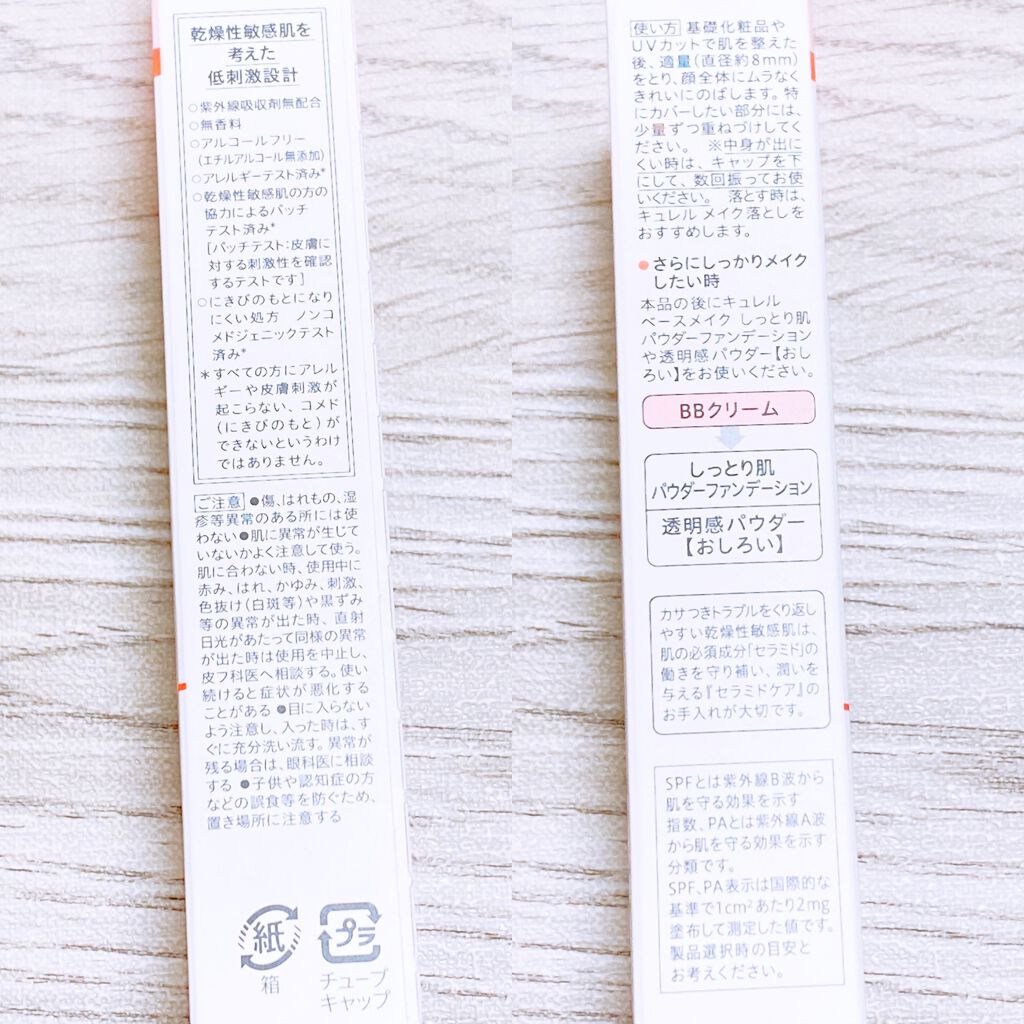 乾燥性敏感肌を
考えた
低刺激設計
○紫外線吸収剤無配合
○無香料
○アルコールフリー
(エチルアルコール無添加)
○アレルギーテスト済み*
○乾燥性敏感肌の方の
協力によるパッチ
テスト済み*
[パッチテスト:皮膚に
対する刺激性を確認
するテストです]
○にきびのもとになり
にくい処方 ノンコ
メドジェニックテスト
済み*
*すべての方にアレル
ギーや皮膚刺激が
起こらない、コメド
(にきびのもと)が
できないというわけ
ではありません。
ご注意 ●傷、はれもの、湿
疹等異常のある所には使
わない●肌に異常が生じて
いないかよく注意して使う。
肌に合わない時、使用中に
赤み、はれ、かゆみ、刺激、
色抜け(白斑等)や黒ずみ
等の異常が出た時、直射
日光があたって同様の異常
が出た時は使用を中止し、
皮フ科医へ相談する。使い
続けると症状が悪化する
ことがある ●目に入らない
よう注意し、入った時は、す
ぐに充分洗い流す。異常が
残る場合は、眼科医に相談
する ●子供や認知症の方
などの誤食等を防ぐため、
置き場所に注意する
紙
箱
プラ
チューブ
キャップ
使い方 基礎化粧品や
UVカットで肌を整えた
後、適量(直径約8mm)
をとり、顔全体にムラなく
きれいにのばします。特
にカバーしたい部分には、
少量ずつ重ねづけしてく
ださい。 ※中身が出に
くい時は、キャップを下
にして、数回振ってお使
いください。 落とす時は、
キュレル メイク落としを
おすすめします。
●さらにしっかりメイク
したい時
本品の後にキュレル
ベースメイク しっとり肌
パウダーファンデーション
や透明感パウダー【おし
ろい】をお使いください。
BBクリーム
しっとり肌
パウダーファンデーション
透明感パウダー
【おしろい】
カサつきトラブルをくり返し
やすい乾燥性敏感肌は、
肌の必須成分「セラミド」の
働きを守り補い、潤いを
与える『セラミドケア』の
お手入れが大切です。
SPFとは紫外線B波から
肌を守る効果を示す
指数、PAとは紫外線A波
から肌を守る効果を示す
分類です。
SPF、PA表示は国際的な
基準で1cm²あたり2mg
塗布して測定した値です。
製品選択時の目安と
お考えください。